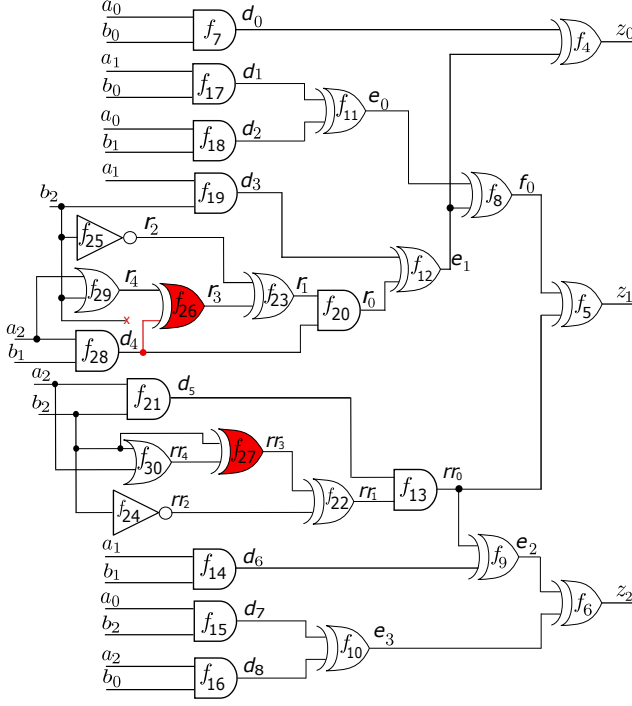 a₀ d₀
b₀ f₇ f₄ z₀
a₁ d₁
b₀ f₁₇ f₁₁ e₀
a₀ d₂
b₁ f₁₈
a₁ d₃ f₈ f₀
b₂ f₁₉
f₂₅ r₂ f₁₂ e₁
f₂₉ r₄ f₂₆ r₃ f₂₃ r₁ f₂₀ r₀ f₅ z₁
x
a₂ d₄
b₁ f₂₈
a₂ d₅
b₂ f₂₁
f₃₀ rr₄ f₂₇ rr₃
f₂₄ rr₂ f₂₂ rr₁ f₁₃ rr₀
a₁ d₆ f₉ e₂
b₁ f₁₄
a₀ d₇ f₆ z₂
b₂ f₁₅ f₁₀ e₃
a₂ d₈
b₀ f₁₆